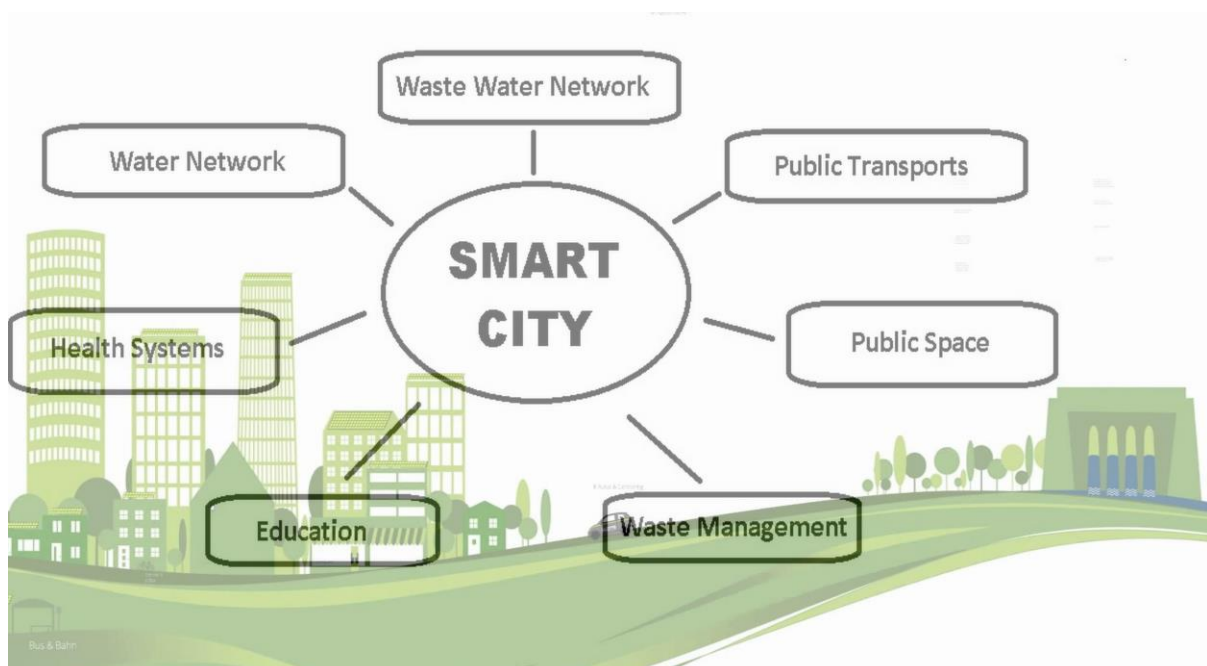 Waste Water Network
Water Network
Public Transports
SMART
CITY
Health Systems
Public Space
Education
Waste Management
Bus & Bahn